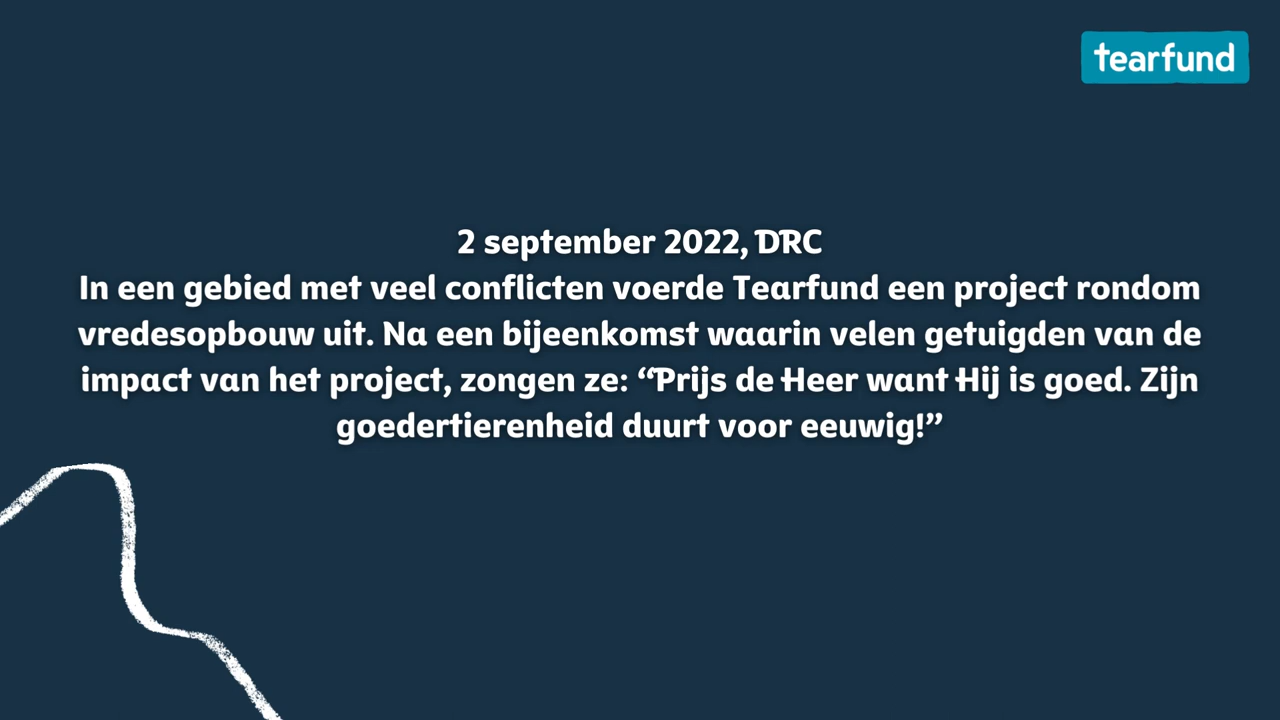 tearfund
2 september 2022, DRC
In een gebied met veel conflicten voerde Tearfund een project rondom
vredesopbouw uit. Na een bijeenkomst waarin velen getuigden van de
impact van het project, zongen ze: “Prijs de Heer want Hij is goed. Zijn
goedertierenheid duurt voor eeuwig!”